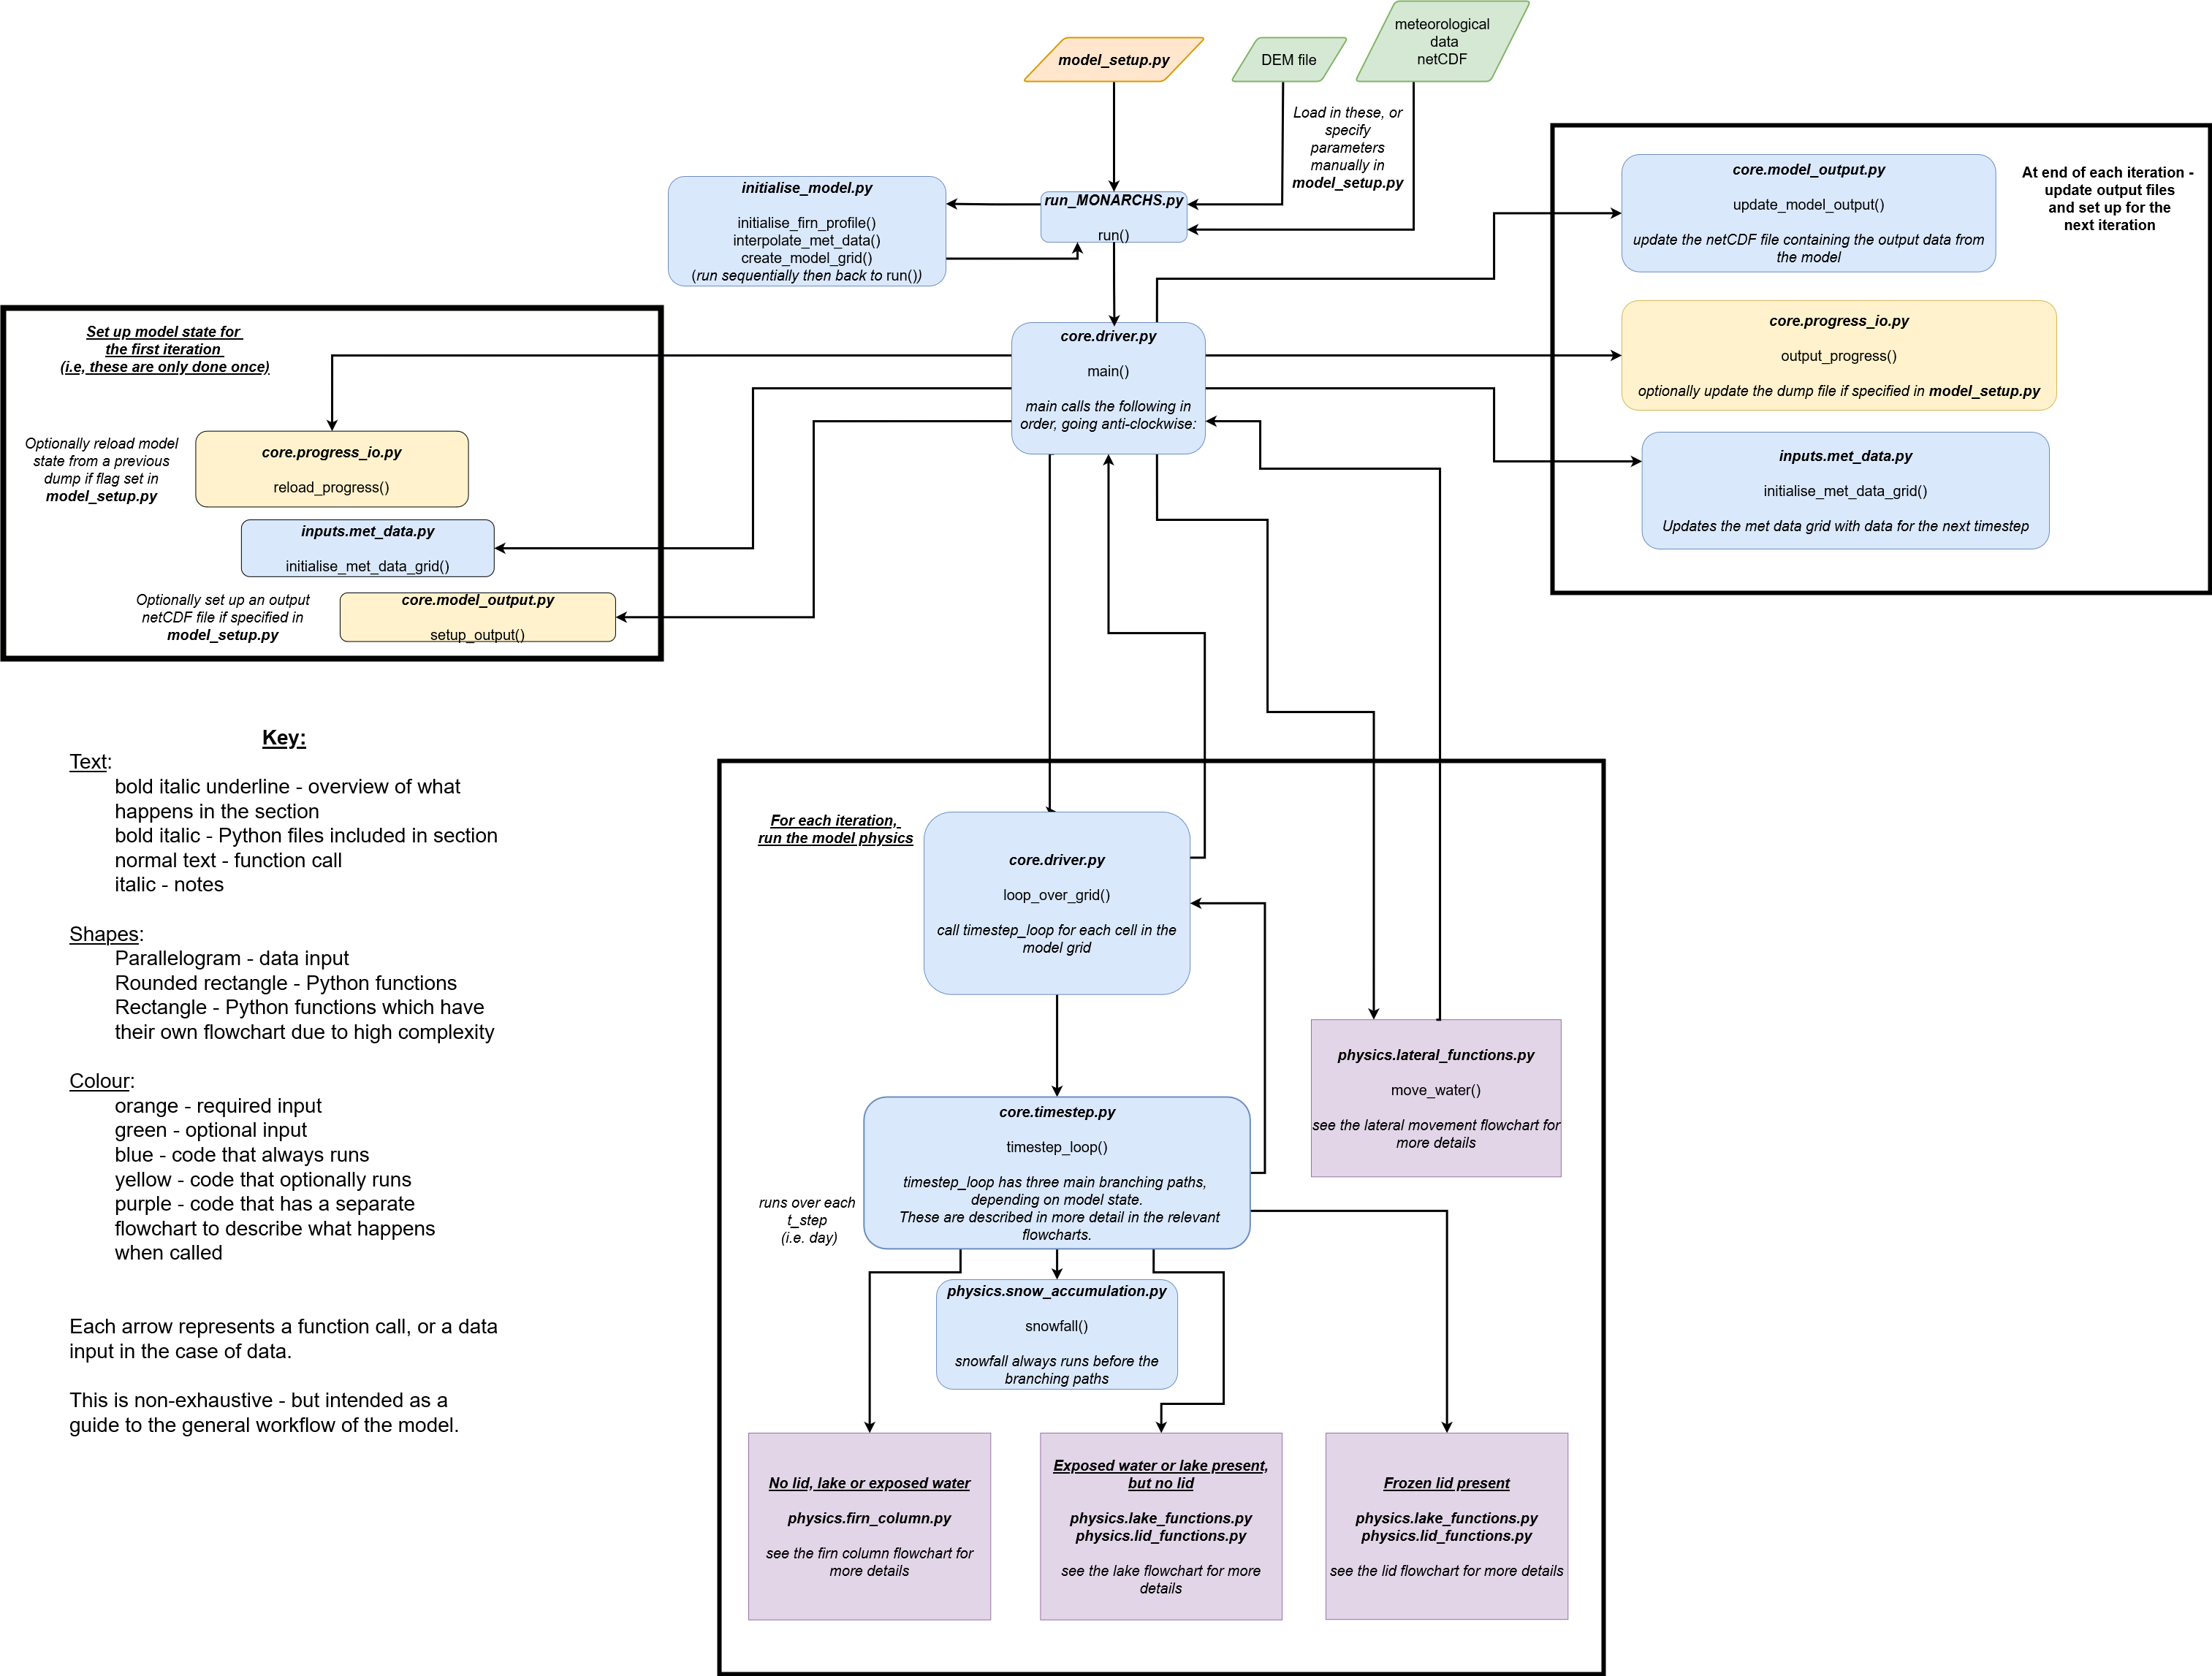 model_setup.py
DEM file
meteorological
data
netCDF
Load in these, or
specify
parameters
manually in
model_setup.py
initialise_model.py
initialise_firn_profile()
interpolate_met_data()
create_model_grid()
(run sequentially then back to run())
run_MONARCHS.py
run()
core.model_output.py
update_model_output()
update the netCDF file containing the output data from
the model
At end of each iteration -
update output files
and set up for the
next iteration
core.progress_io.py
output_progress()
optionally update the dump file if specified in model_setup.py
inputs.met_data.py
initialise_met_data_grid()
Updates the met data grid with data for the next timestep
core.driver.py
main()
main calls the following in
order, going anti-clockwise:
Set up model state for
the first iteration
(i.e, these are only done once)
Optionally reload model
state from a previous
dump if flag set in
model_setup.py
core.progress_io.py
reload_progress()
inputs.met_data.py
initialise_met_data_grid()
Optionally set up an output
netCDF file if specified in
model_setup.py
core.model_output.py
setup_output()
Key:
Text:
bold italic underline - overview of what
happens in the section
bold italic - Python files included in section
normal text - function call
italic - notes
Shapes:
Parallelogram - data input
Rounded rectangle - Python functions
Rectangle - Python functions which have
their own flowchart due to high complexity
Colour:
orange - required input
green - optional input
blue - code that always runs
yellow - code that optionally runs
purple - code that has a separate
flowchart to describe what happens
when called
Each arrow represents a function call, or a data
input in the case of data.
This is non-exhaustive - but intended as a
guide to the general workflow of the model.
For each iteration,
run the model physics
core.driver.py
loop_over_grid()
call timestep_loop for each cell in the
model grid
physics.lateral_functions.py
move_water()
see the lateral movement flowchart for
more details
core.timestep.py
timestep_loop()
timestep_loop has three main branching paths,
depending on model state.
These are described in more detail in the relevant
flowcharts.
runs over each
t_step
(i.e. day)
physics.snow_accumulation.py
snowfall()
snowfall always runs before the
branching paths
No lid, lake or exposed water
physics.firn_column.py
see the firn column flowchart for
more details
Exposed water or lake present,
but no lid
physics.lake_functions.py
physics.lid_functions.py
see the lake flowchart for more
details
Frozen lid present
physics.lake_functions.py
physics.lid_functions.py
see the lid flowchart for more details